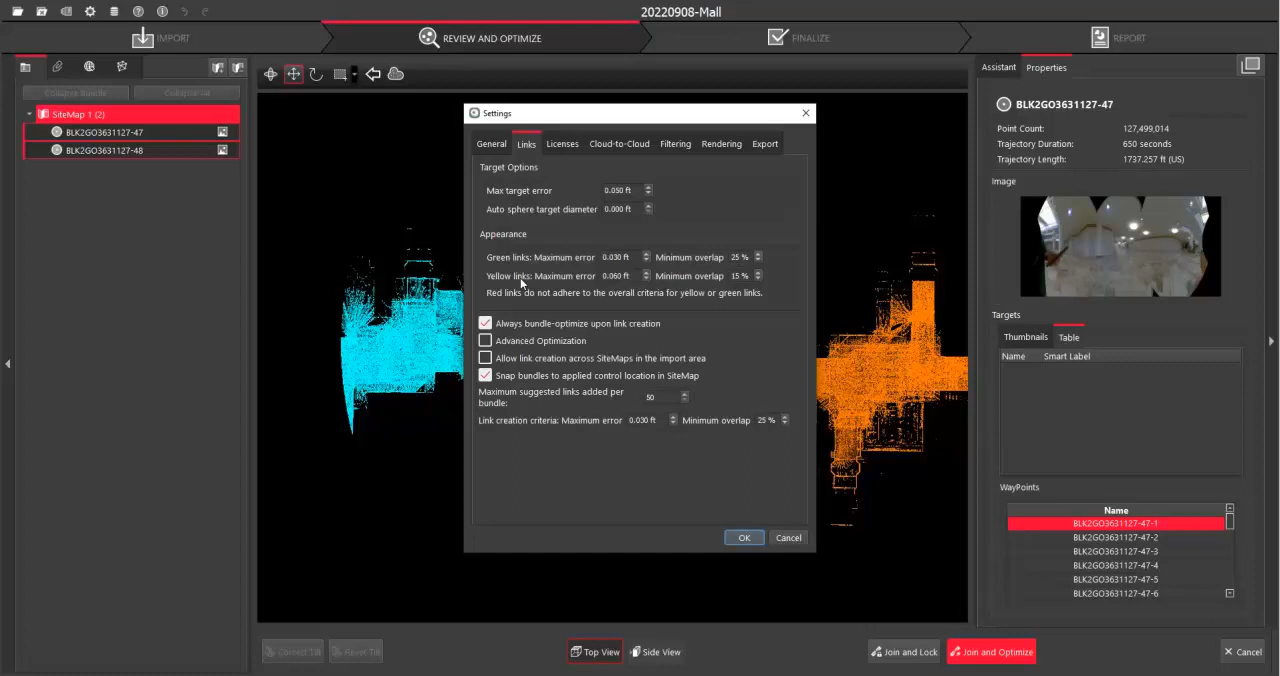 20220908-Mall
IMPORT
REVIEW AND OPTIMIZE
FINALIZE
REPORT
Collapse Bundle
Collapse All
SiteMap 1 (2)
BLK2GO3631127-47
BLK2GO3631127-48
Settings
General Links Licenses Cloud-to-Cloud Filtering Rendering Export
Target Options
Max target error 0.050 ft
Auto sphere target diameter 0.000 ft
Appearance
Green links: Maximum error 0.030 ft Minimum overlap 25 %
Yellow links: Maximum error 0.060 ft Minimum overlap 15 %
Red links do not adhere to the overall criteria for yellow or green links.
Always bundle-optimize upon link creation
Advanced Optimization
Allow link creation across SiteMaps in the import area
Snap bundles to applied control location in SiteMap
Maximum suggested links added per
bundle:
50
Link creation criteria: Maximum error 0.030 ft Minimum overlap 25 %
OK Cancel
Assistant Properties
BLK2GO3631127-47
Point Count: 127,499,014
Trajectory Duration: 650 seconds
Trajectory Length: 1737.257 ft (US)
Image
Targets
Thumbnails Table
Name Smart Label
WayPoints
Name
BLK2GO3631127-47-1
BLK2GO3631127-47-2
BLK2GO3631127-47-3
BLK2GO3631127-47-4
BLK2GO3631127-47-5
BLK2GO3631127-47-6
Correct Tilt Reset Tilt Top View Side View Join and Lock Join and Optimize Cancel